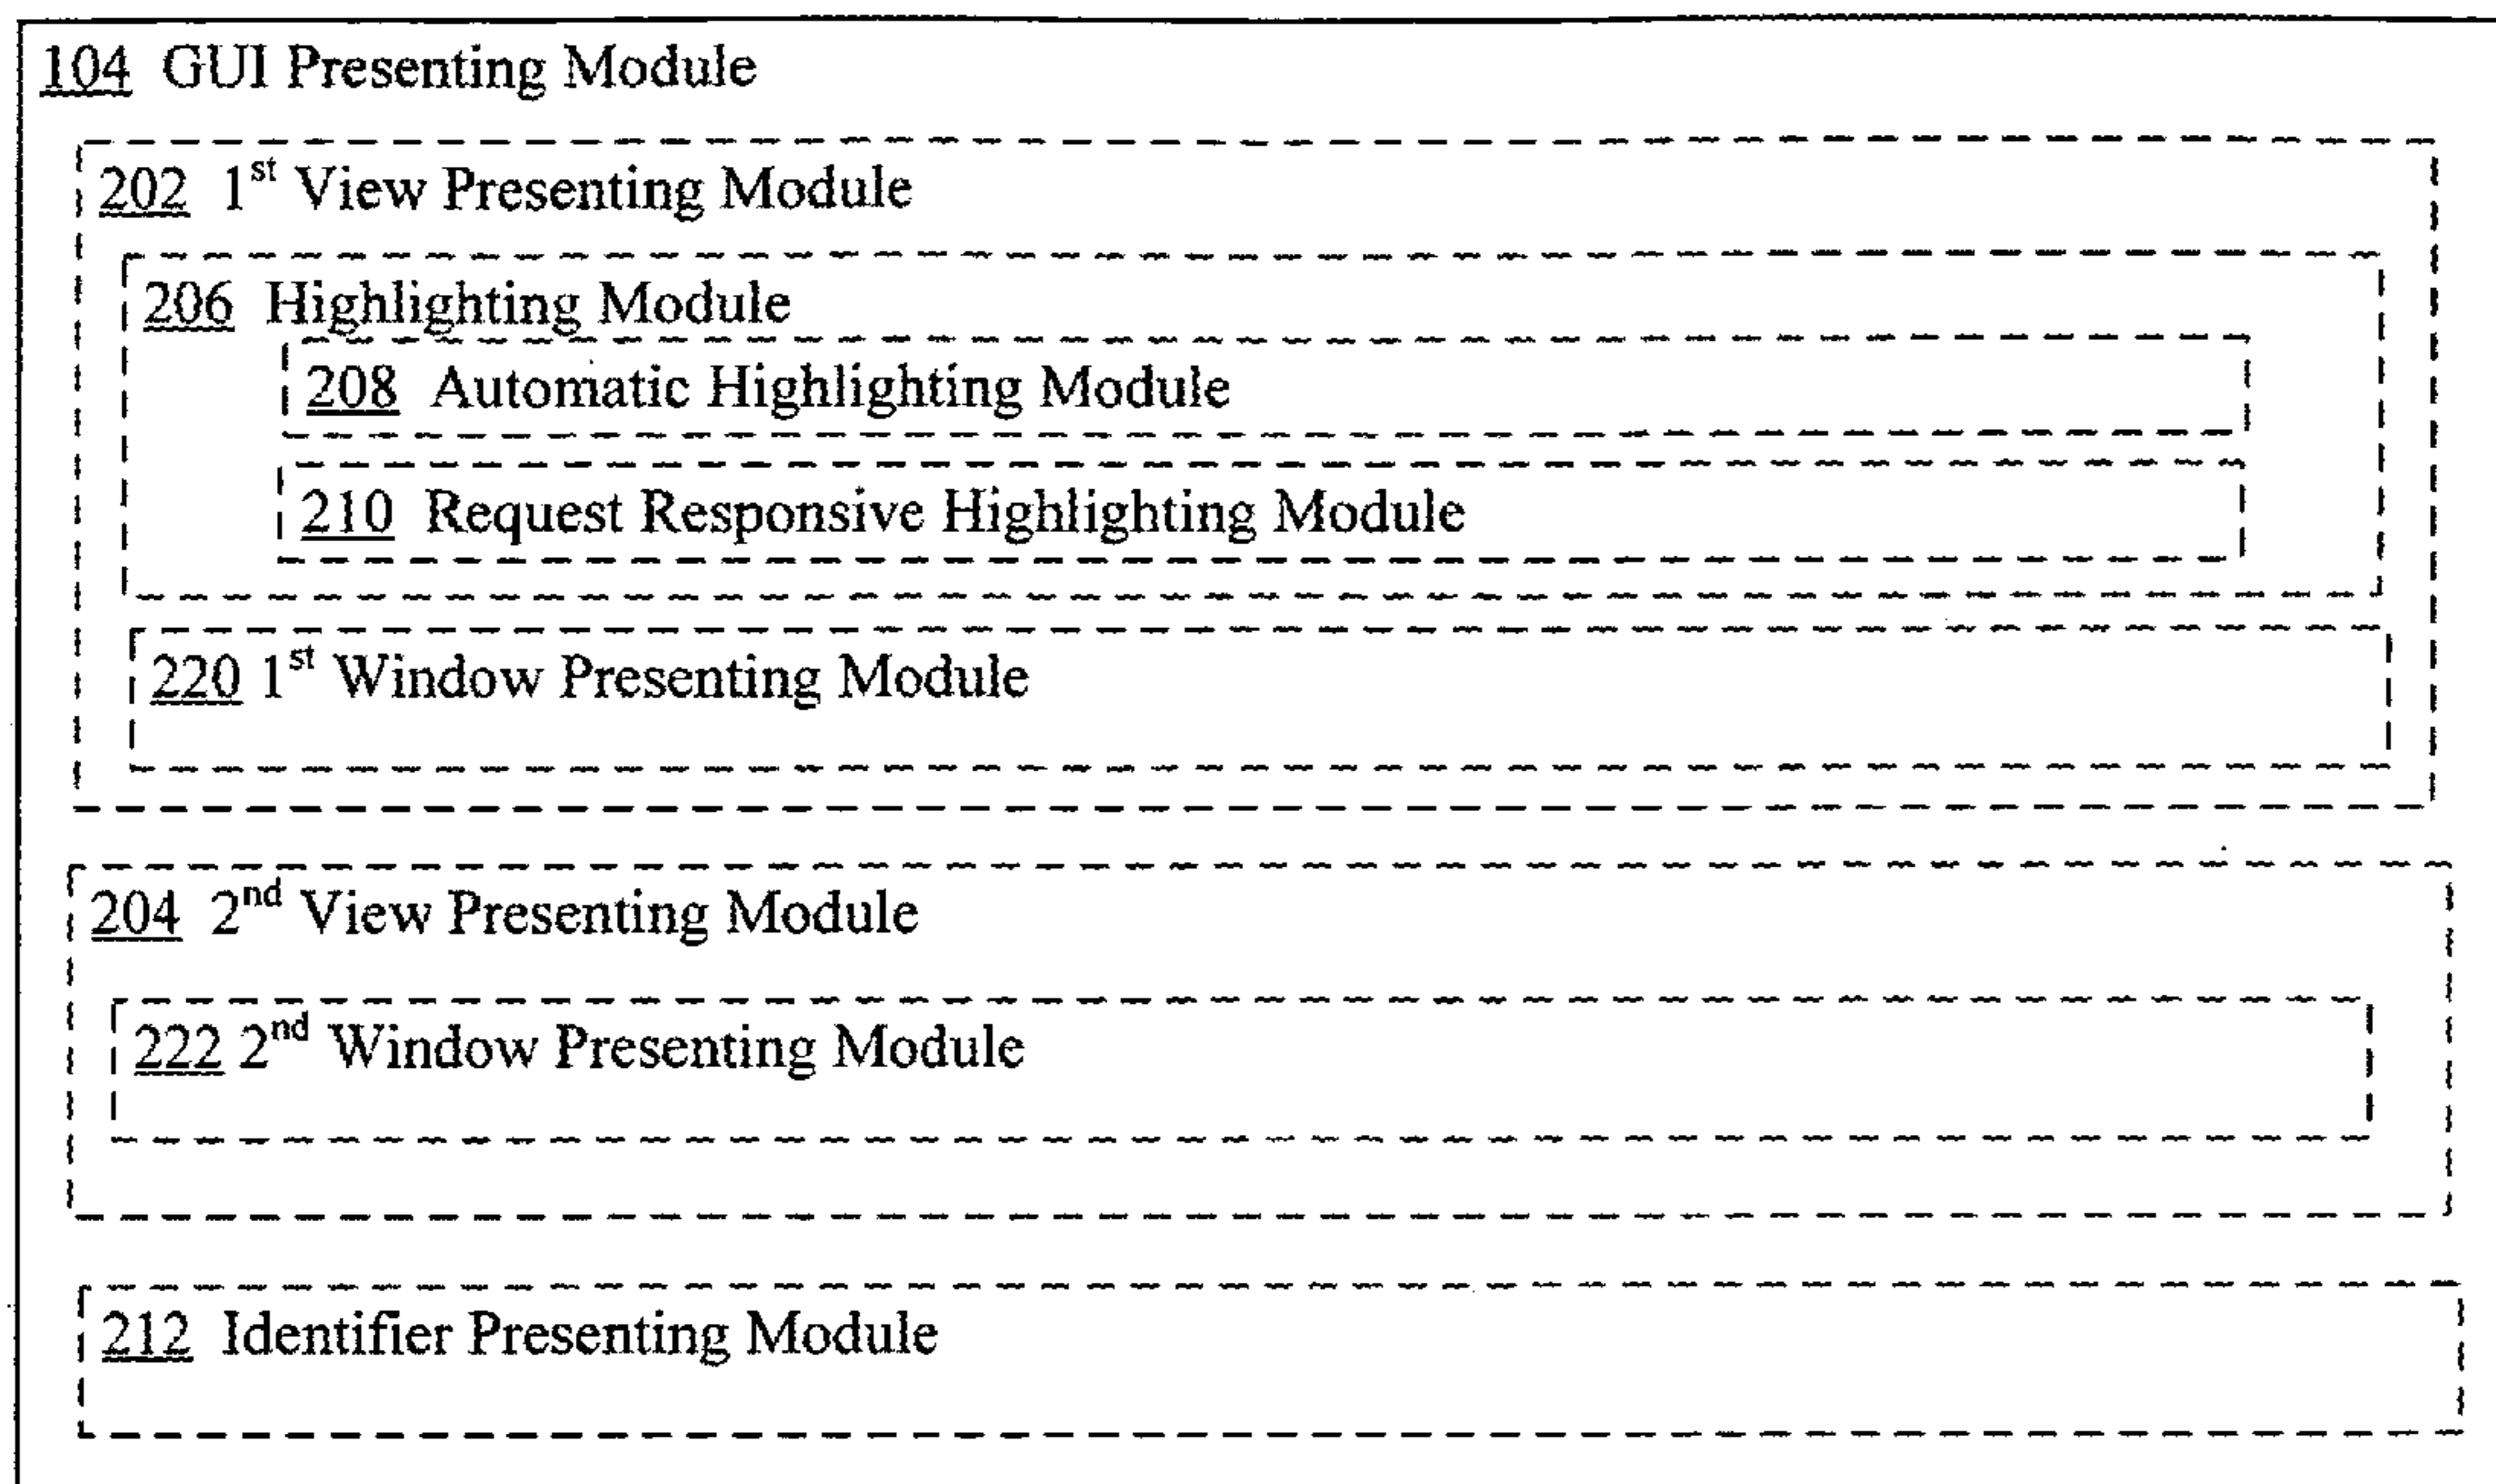 104 GUI Presenting Module
202 1st View Presenting Module
206 Highlighting Module
208 Automatic Highlighting Module
210 Request Responsive Highlighting Module
220 1st Window Presenting Module
204 2nd View Presenting Module
222 2nd Window Presenting Module
212 Identifier Presenting Module